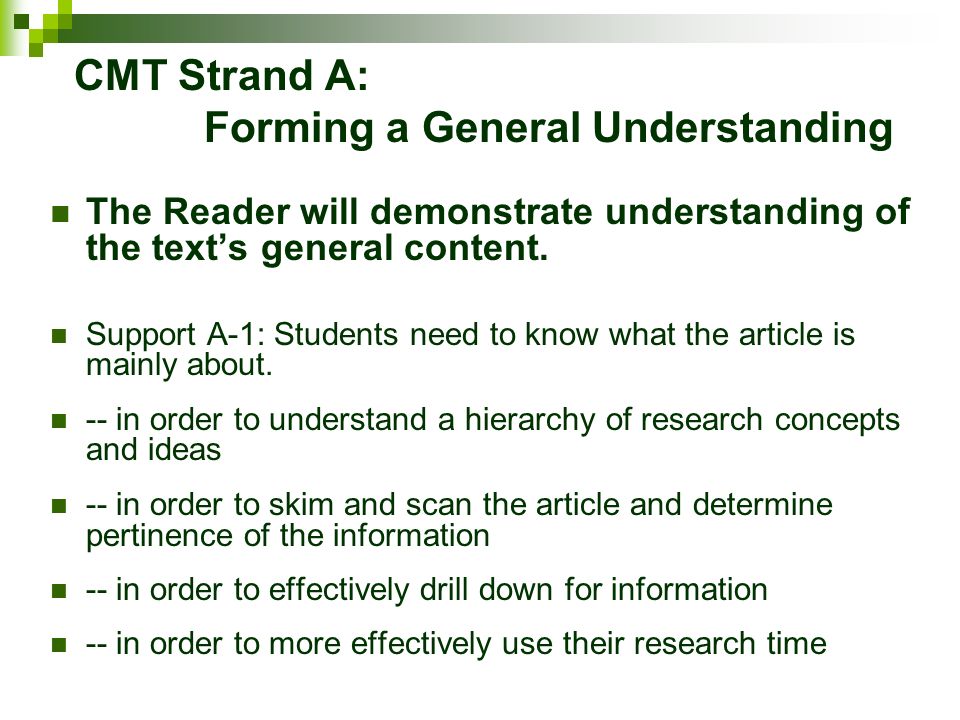 CMT Strand A:
Forming a General Understanding
The Reader will demonstrate understanding of
the text’s general content.
Support A-1: Students need to know what the article is
mainly about.
-- in order to understand a hierarchy of research concepts
and ideas
-- in order to skim and scan the article and determine
pertinence of the information
-- in order to effectively drill down for information
-- in order to more effectively use their research time